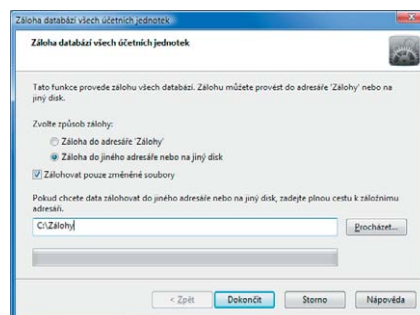 Záloha databází všech účetních jednotek
Záloha databází všech účetních jednotek
Tato funkce provede zálohu všech databází. Zálohu můžete provést do adresáře 'Zálohy' nebo na
jiný disk.
Zvolte způsob zálohy:
Záloha do adresáře 'Zálohy'
Záloha do jiného adresáře nebo na jiný disk
Zálohovat pouze změněné soubory
Pokud chcete data zálohovat do jiného adresáře nebo na jiný disk, zadejte plnou cestu k záložnímu
adresáři.
C:\Zálohy
Procházet...
< Zpět
Dokončit
Storno
Nápověda